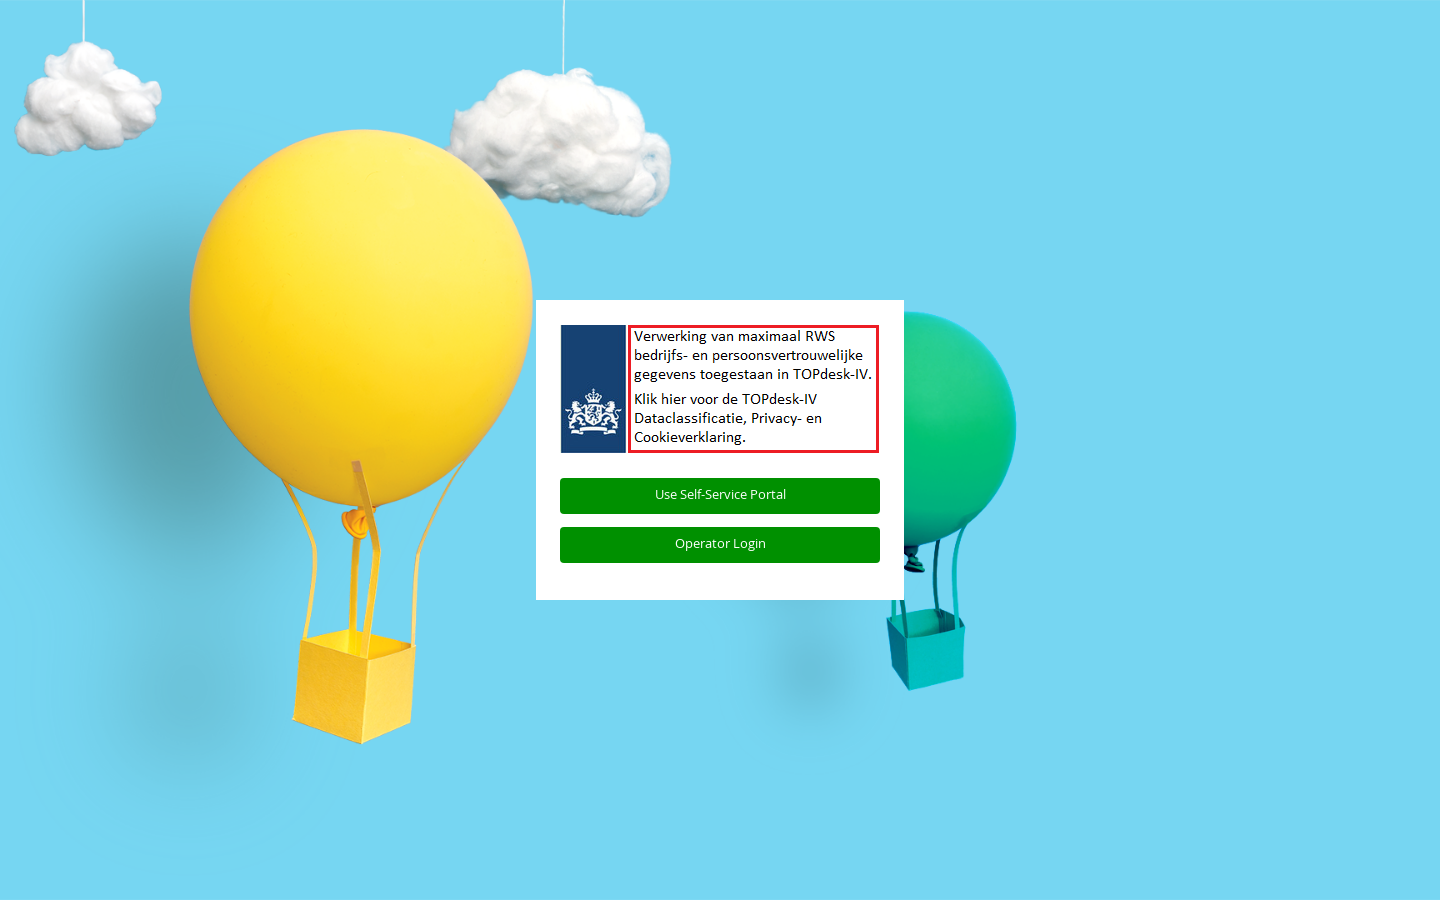 Verwerking van maximaal RWS
bedrijfs- en persoonsvertrouwelijke
gegevens toegestaan in TOPdesk-IV.
Klik hier voor de TOPdesk-IV
Dataclassificatie, Privacy- en
Cookieverklaring.
Use Self-Service Portal
Operator Login